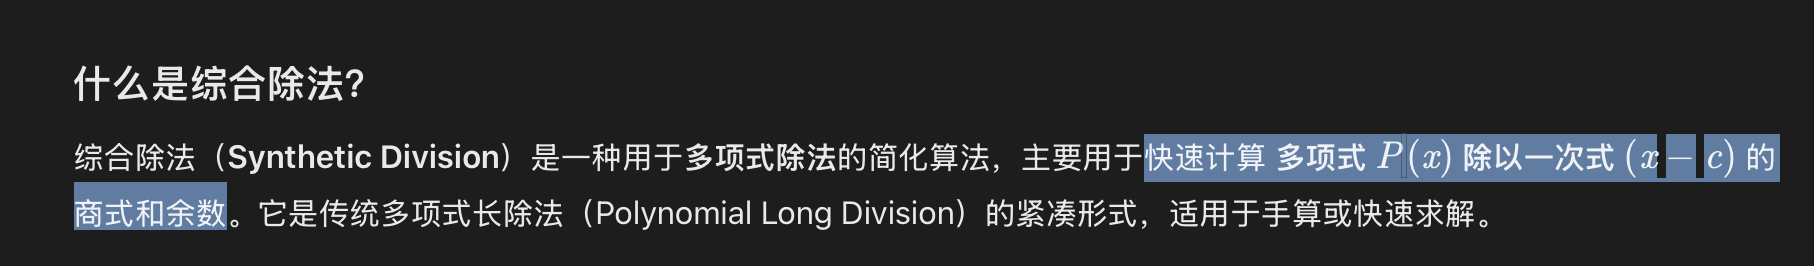 什么是综合除法?
综合除法（Synthetic Division）是一种用于多项式除法的简化算法，主要用于快速计算 多项式 P(x) 除以一次式 (x − c) 的
商式和余数。它是传统多项式长除法（Polynomial Long Division）的紧凑形式，适用于手算或快速求解。